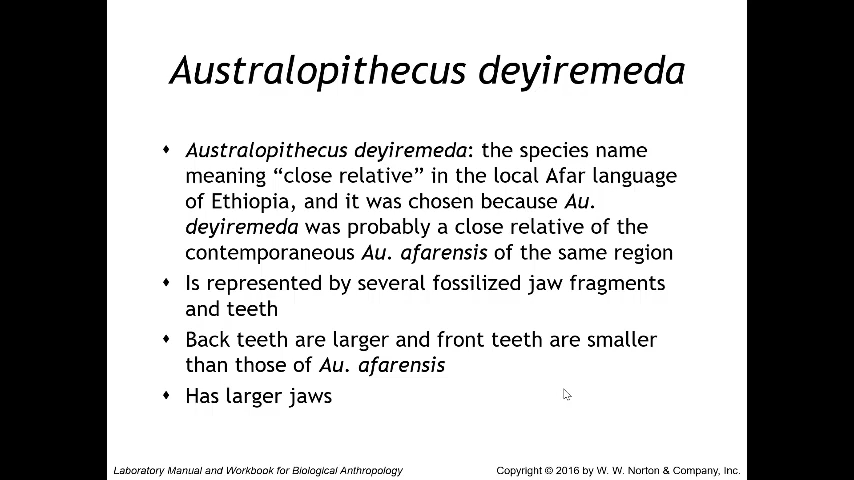 Australopithecus deyiremeda
♦ Australopithecus deyiremeda: the species name
meaning “close relative” in the local Afar language
of Ethiopia, and it was chosen because Au.
deyiremeda was probably a close relative of the
contemporaneous Au. afarensis of the same region
♦ Is represented by several fossilized jaw fragments
and teeth
♦ Back teeth are larger and front teeth are smaller
than those of Au. afarensis
♦ Has larger jaws
Laboratory Manual and Workbook for Biological Anthropology
Copyright © 2016 by W. W. Norton & Company, Inc.